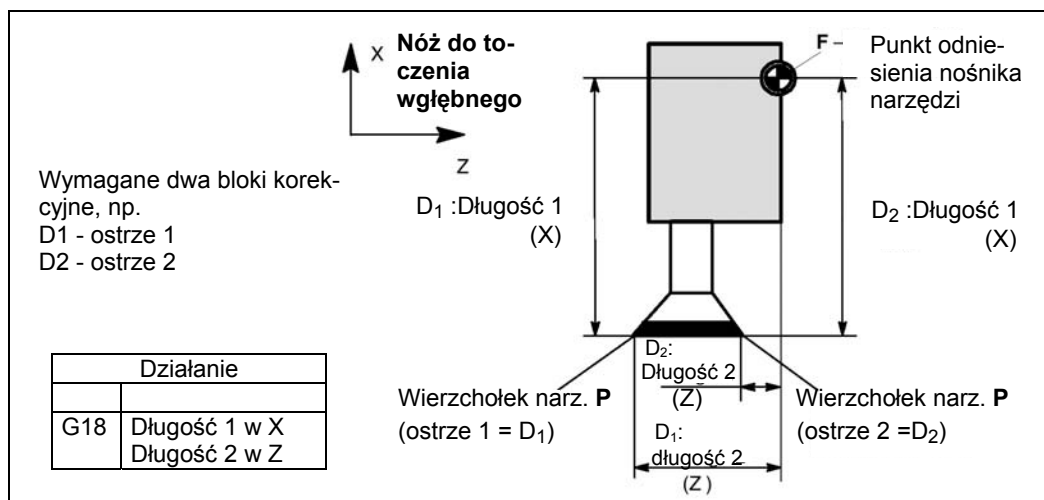 X
Z
Nóż do to-
czenia
wgłębnego
F –
Punkt odnie-
sienia nośnika
narzędzi
Wymagane dwa bloki korek-
cyjne, np.
D1 - ostrze 1
D2 - ostrze 2
D1 :Długość 1
(X)
D2 :Długość 1
(X)
Działanie
G18 Długość 1 w X
Długość 2 w Z
D2:
Długość 2
(Z)
Wierzchołek narz. P
(ostrze 1 = D1)
Wierzchołek narz. P
(ostrze 2 =D2)
D1:
długość 2
(Z)